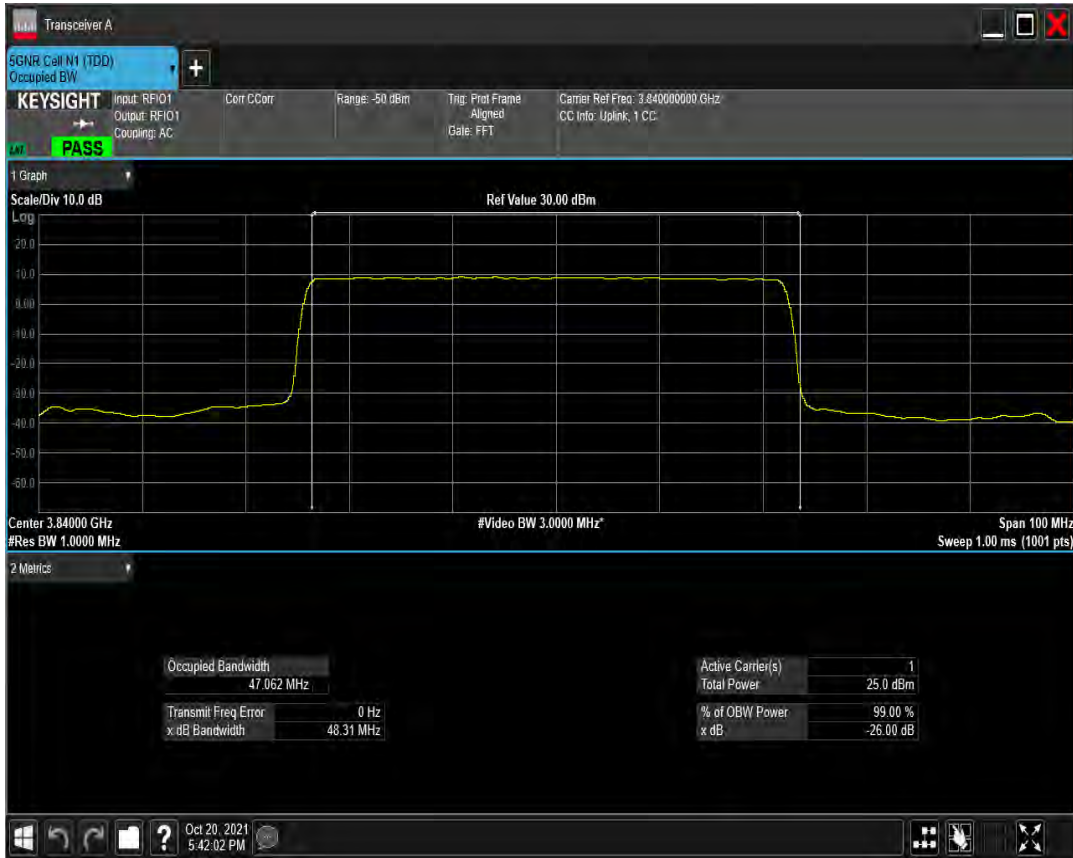 Transceiver A
5GNR Cell N1 (TDD)
Occupied BW
+
KEYSIGHT
PASS
Input: RFIO1
Output: RFIO1
Coupling: AC
Corr CCorr
Range: -50 dBm
Trig: Prot Frame
Aligned
Gate: FFT
Carrier Ref Freq: 3.840000000 GHz
CC Info: Uplink, 1 CC
1 Graph
Scale/Div 10.0 dB
Ref Value 30.00 dBm
Log
20.0
10.0
0.00
-10.0
-20.0
-30.0
-40.0
-50.0
-60.0
Center 3.84000 GHz
#Video BW 3.0000 MHz*
Span 100 MHz
#Res BW 1.0000 MHz
Sweep 1.00 ms (1001 pts)
2 Metrics
Occupied Bandwidth
47.062 MHz
Transmit Freq Error 0 Hz
x dB Bandwidth 48.31 MHz
Active Carrier(s) 1
Total Power 25.0 dBm
% of OBW Power 99.00 %
x dB -26.00 dB
?
Oct 20, 2021
5:42:02 PM